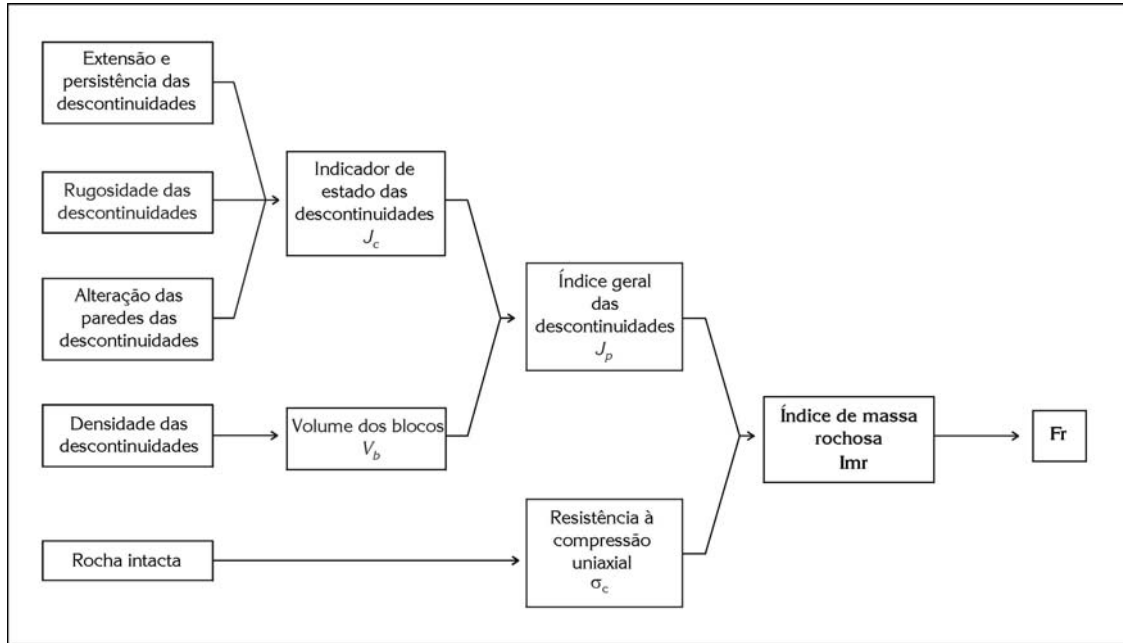 Extensão e
persistência das
descontinuidades
Rugosidade das
descontinuidades
Alteração das
paredes das
descontinuidades
Densidade das
descontinuidades
Rocha intacta
Indicador de
estado das
descontinuidades
J_c
Volume dos blocos
V_b
Índice geral
das
descontinuidades
J_p
Resistência à
compressão
uniaxial
σ_c
Índice de massa
rochosa
Imr
Fr